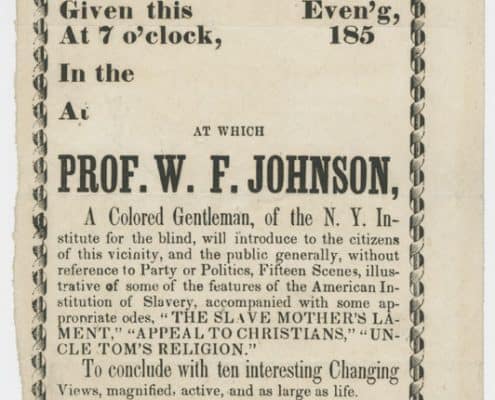 Given this Even'g,
At 7 o'clock, 185
In the
At
AT WHICH
PROF. W. F. JOHNSON,
A Colored Gentleman, of the N. Y. In-
stitute for the blind, will introduce to the citizens
of this vicinity, and the public generally, without
reference to Party or Politics, Fifteen Scenes, illus-
trative of some of the features of the American In-
stitution of Slavery, accompanied with some ap-
propriate odes, "THE SLAVE MOTHER'S LA-
MENT," "APPEAL TO CHRISTIANS," "UN-
CLE TOM'S RELIGION."
To conclude with ten interesting Changing
Views, magnified, active, and as large as life.